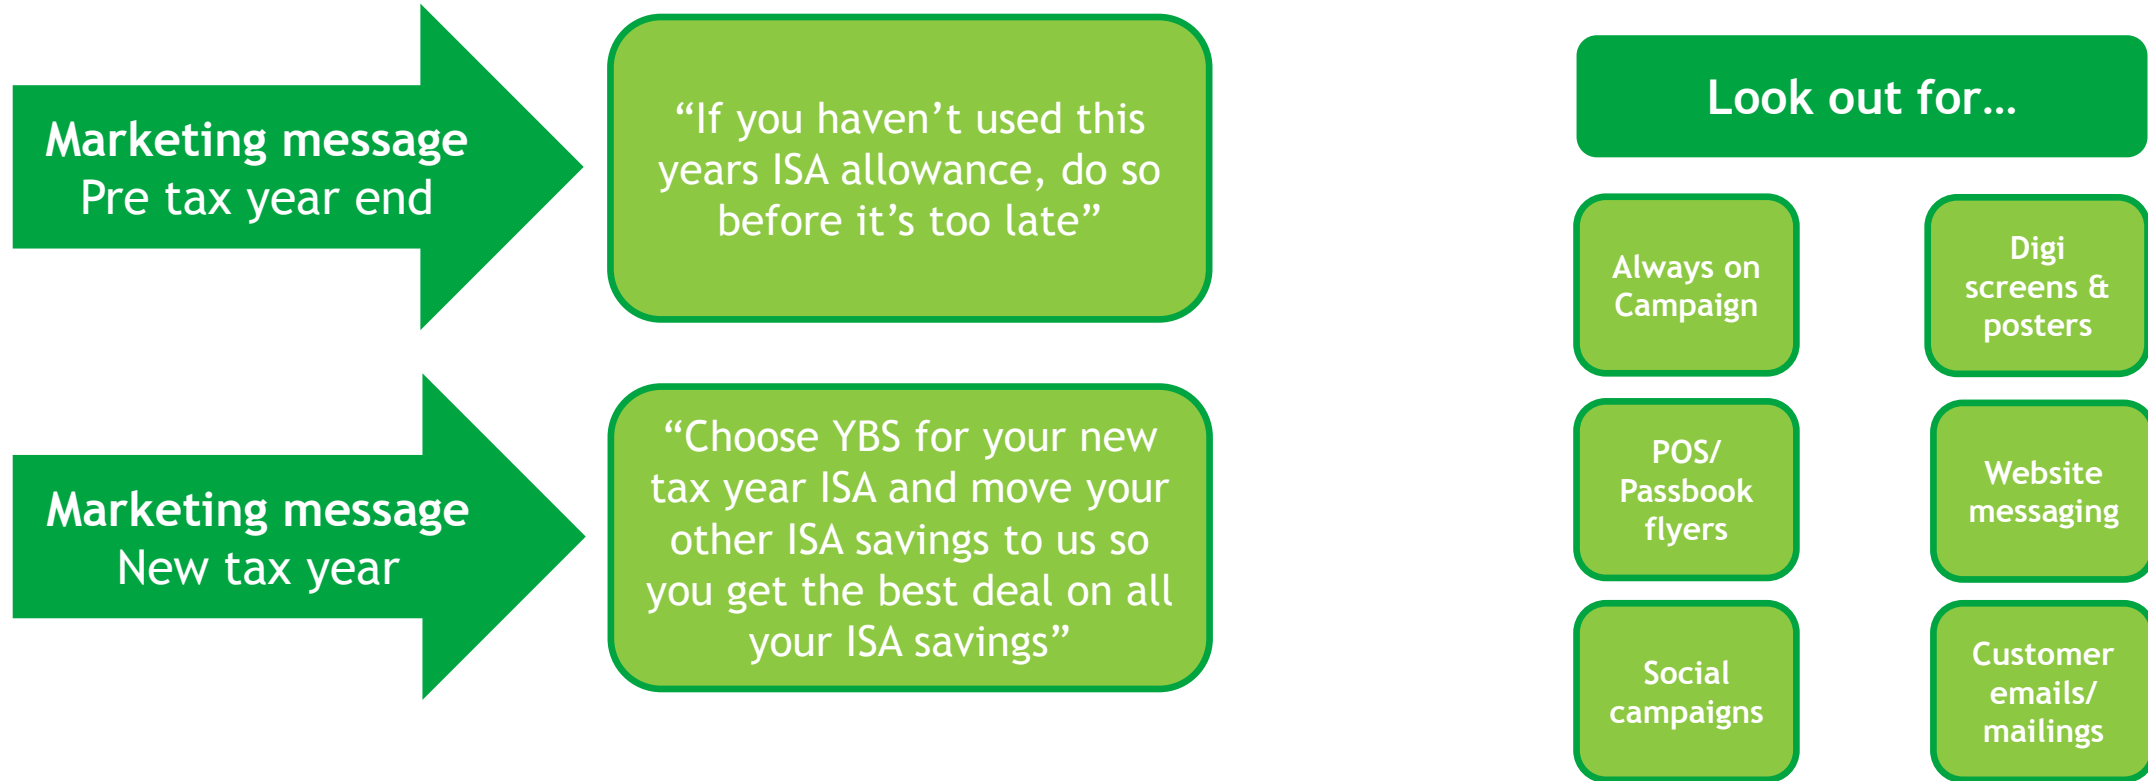 Marketing message
Pre tax year end
“If you haven’t used this
years ISA allowance, do so
before it’s too late”
Marketing message
New tax year
“Choose YBS for your new
tax year ISA and move your
other ISA savings to us so
you get the best deal on all
your ISA savings”
Look out for…
Always on
Campaign
Digi
screens &
posters
POS/
Passbook
flyers
Website
messaging
Social
campaigns
Customer
emails/
mailings